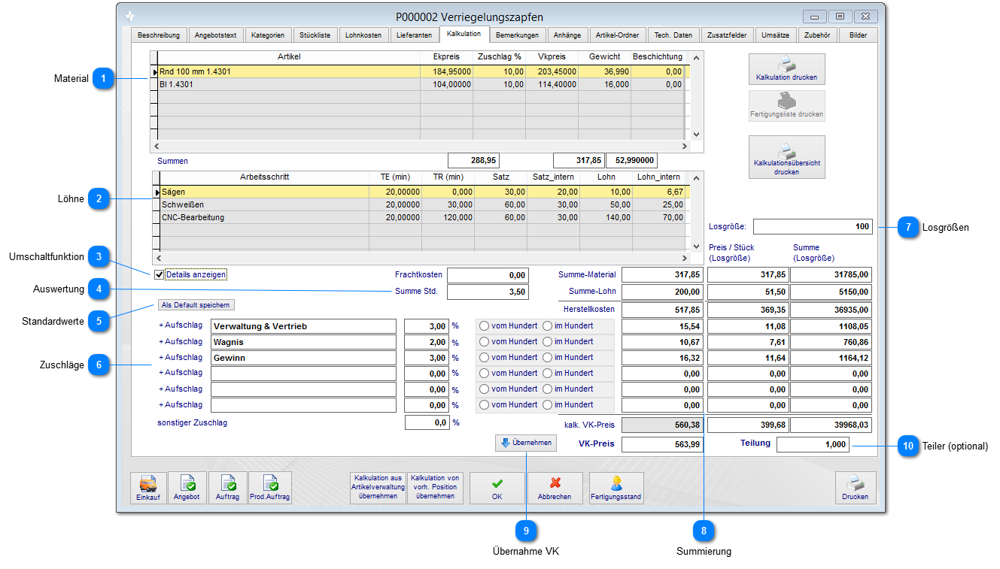 P000002 Verriegelungszapfen
Beschreibung Angebotstext Kategorien Stückliste Lohnkosten Lieferanten Kalkulation Bemerkungen Anhänge Artikel-Ordner Tech. Daten Zusatzfelder Umsätze Zubehör Bilder
Artikel Ekpreis Zuschlag % Vkpreis Gewicht Beschichtung
Rnd 100 mm 1.4301 184,95000 10,00 203,45000 36,990 0,00
Bl 1.4301 104,00000 10,00 114,40000 16,000 0,00
Material 1
Kalkulation drucken
Fertigungsliste drucken
Kalkulationsübersicht
drucken
Summen 288,95 317,85 52,990000
Arbeitsschritt TE (min) TR (min) Satz Satz_intern Lohn Lohn_intern
Sägen 20,00000 0,000 30,00 20,00 10,00 6,67
Schweißen 20,00000 30,000 60,00 30,00 50,00 25,00
CNC-Bearbeitung 20,00000 120,000 60,00 30,00 140,00 70,00
Löhne 2
Losgröße: 100
7 Losgrößen
Preis / Stück
(Losgröße)
Summe
(Losgröße)
Umschaltfunktion 3
Details anzeigen Frachtkosten 0,00 Summe-Material 317,85 317,85 31785,00
Auswertung 4
Summe Std. 3,50 Summe-Lohn 200,00 51,50 5150,00
Als Default speichern Herstellkosten 517,85 369,35 36935,00
Standardwerte 5
+ Aufschlag Verwaltung & Vertrieb 3,00 % vom Hundert im Hundert 15,54 11,08 1108,05
+ Aufschlag Wagnis 2,00 % vom Hundert im Hundert 10,67 7,61 760,86
+ Aufschlag Gewinn 3,00 % vom Hundert im Hundert 16,32 11,64 1164,12
Zuschläge 6
+ Aufschlag 0,00 % vom Hundert im Hundert 0,00 0,00 0,00
+ Aufschlag 0,00 % vom Hundert im Hundert 0,00 0,00 0,00
+ Aufschlag 0,00 % vom Hundert im Hundert 0,00 0,00 0,00
sonstiger Zuschlag 0,0 % kalk. VK-Preis 560,38 399,68 39968,03
Übernehmen VK-Preis 563,99 Teilung 1,000
10 Teiler (optional)
Einkauf Angebot Auftrag Prod.Auftrag
Kalkulation aus
Artikelverwaltung
übernehmen
Kalkulation von
vorh. Position
übernehmen
OK Abbrechen Fertigungsstand Drucken
9 8
Übernahme VK Summierung